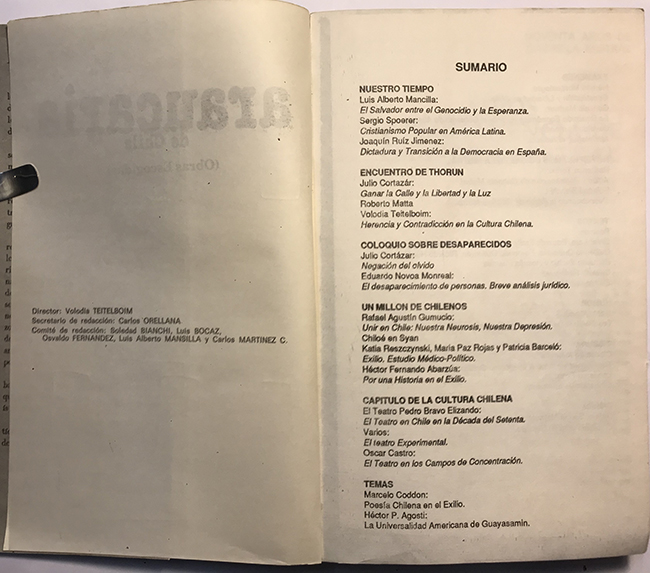 Director: Volodia TEITELBOIM
Secretario de redacción: Carlos ORELLANA
Comité de redacción: Soledad BIANCHI, Luis BOCAZ,
Osvaldo FERNANDEZ, Luis Alberto MANSILLA y Carlos MARTINEZ C.
SUMARIO
NUESTRO TIEMPO
Luis Alberto Mancilla:
El Salvador entre el Genocidio y la Esperanza.
Sergio Spoerer:
Cristianismo Popular en América Latina.
Joaquín Ruíz Jimenez:
Dictadura y Transición a la Democracia en España.
ENCUENTRO DE THORUN
Julio Cortazár:
Ganar la Calle y la Libertad y la Luz
Roberto Matta
Volodia Teitelboim:
Herencia y Contradicción en la Cultura Chilena.
COLOQUIO SOBRE DESAPARECIDOS
Julio Cortázar:
Negación del olvido
Eduardo Novoa Monreal:
El desaparecimiento de personas. Breve análisis jurídico.
UN MILLON DE CHILENOS
Rafael Agustín Gumucio:
Unir en Chile: Nuestra Neurosis, Nuestra Depresión.
Chiloé en Syan
Katia Reszczynski, Maria Paz Rojas y Patricia Barceló:
Exilio, Estudio Médico-Político.
Héctor Fernando Abarzúa:
Por una Historia en el Exilio.
CAPITULO DE LA CULTURA CHILENA
El Teatro Pedro Bravo Elizando:
El Teatro en Chile en la Década del Setenta.
Varios:
El teatro Experimental.
Oscar Castro:
El Teatro en los Campos de Concentración.
TEMAS
Marcelo Coddon:
Poesía Chilena en el Exilio.
Héctor P. Agosti:
La Universalidad Americana de Guayasamin.